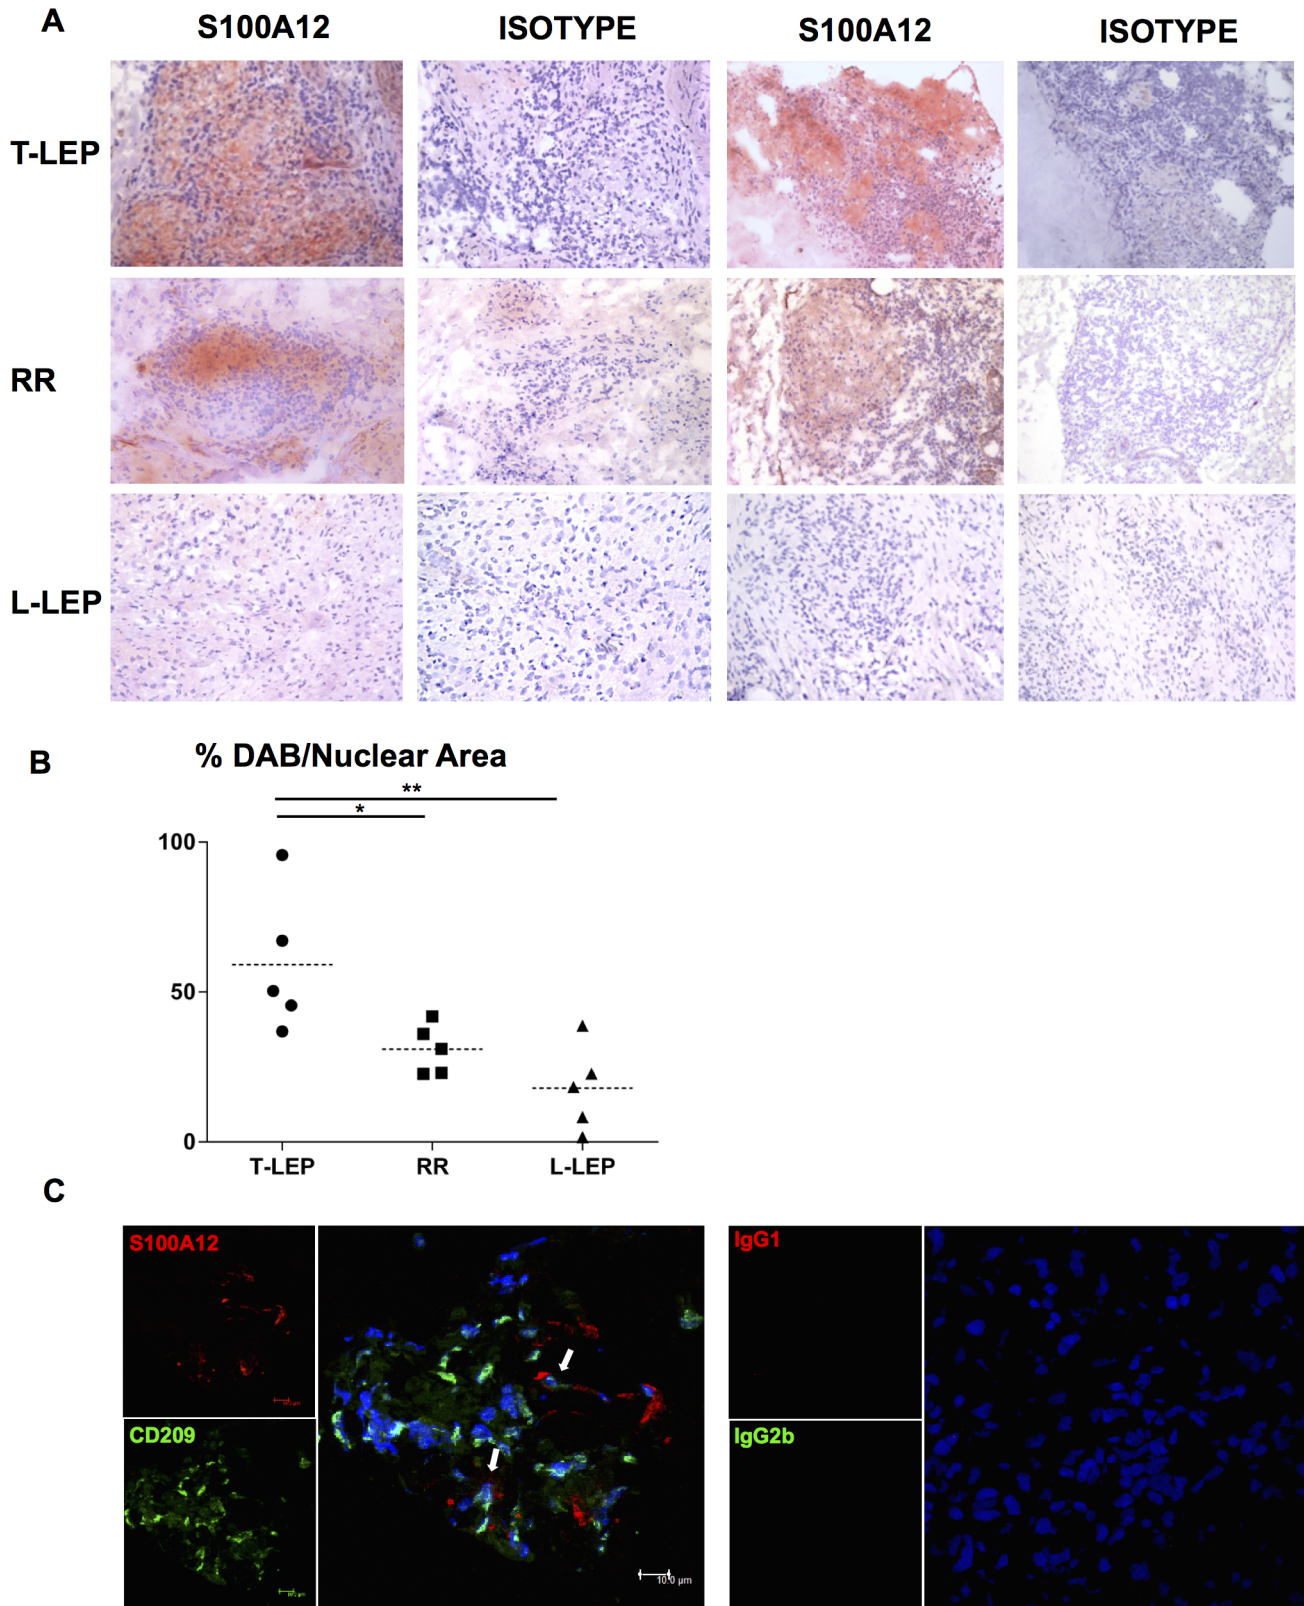 A
S100A12 ISOTYPE S100A12 ISOTYPE
T-LEP
RR
L-LEP
B
% DAB/Nuclear Area
**
*
100
50
0
T-LEP RR L-LEP
C
S100A12
CD209
10.0 µm
IgG1
IgG2b